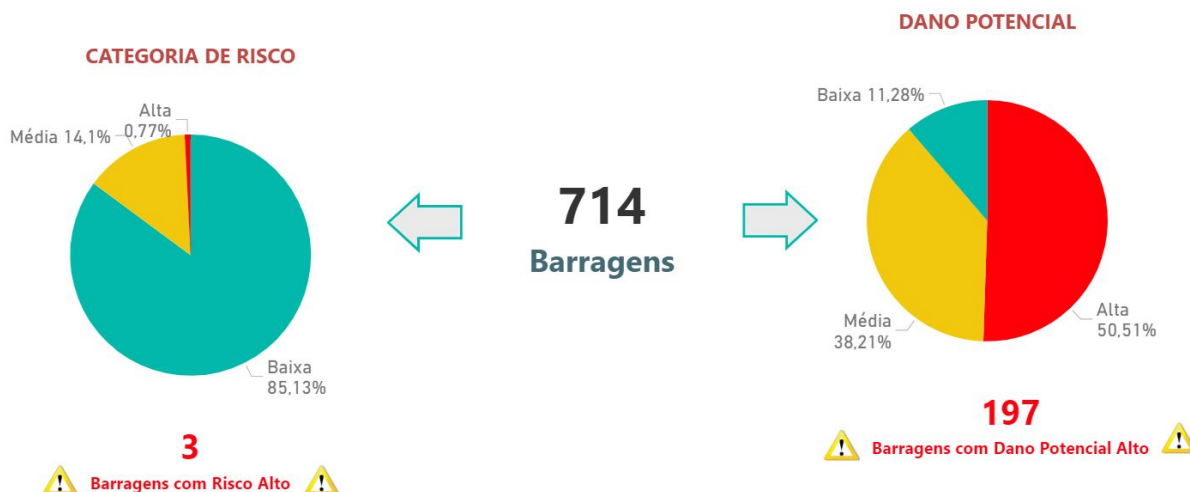 CATEGORIA DE RISCO
Alta
0,77%
Média 14,1%
Baixa
85,13%
3
Barragens com Risco Alto
714
Barragens
DANO POTENCIAL
Baixa 11,28%
Média
38,21%
Alta
50,51%
197
Barragens com Dano Potencial Alto